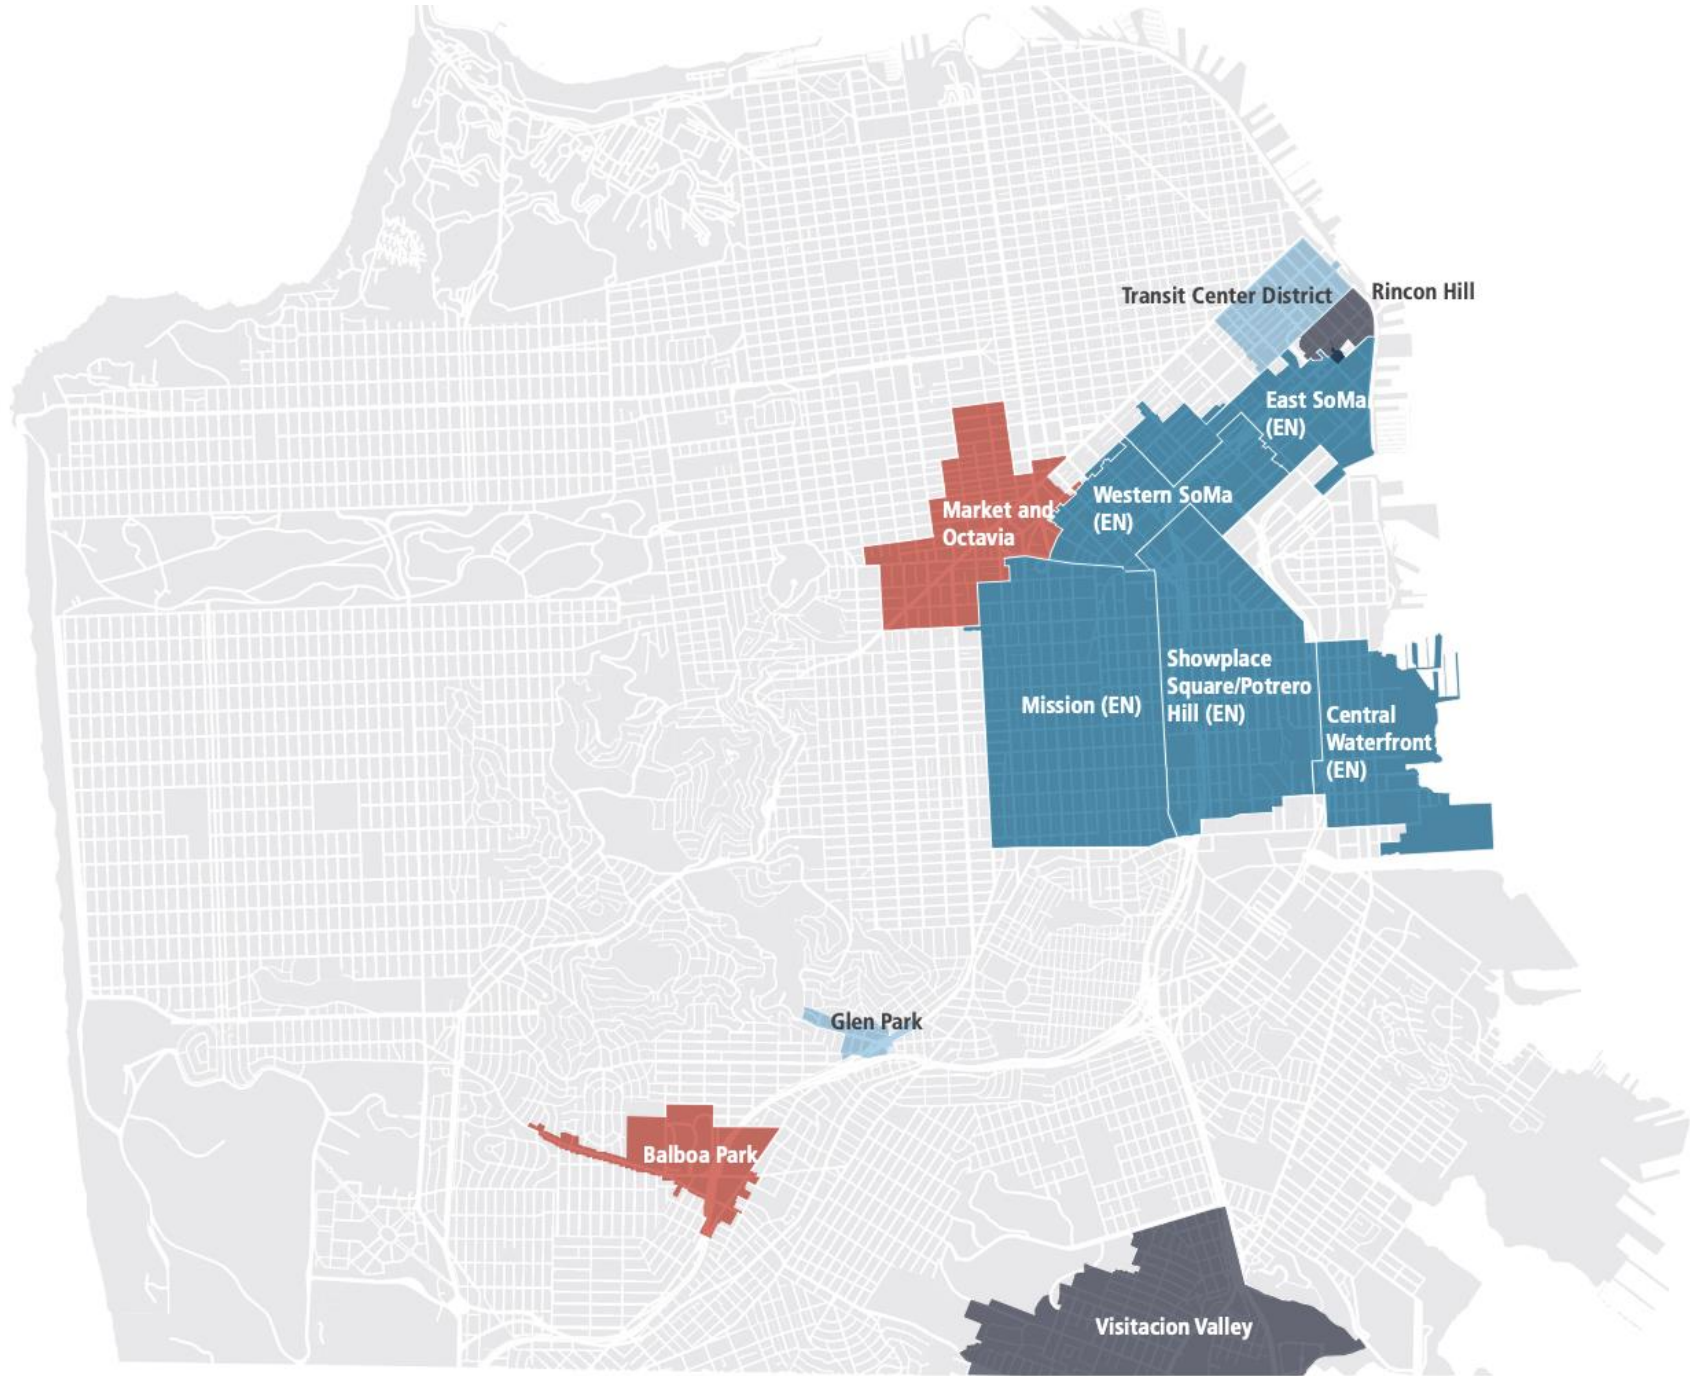 Transit Center District
Rincon Hill
East SoMa
(EN)
Western SoMa
(EN)
Market and
Octavia
Showplace
Square/Potrero
Hill (EN)
Mission (EN)
Central
Waterfront
(EN)
Glen Park
Balboa Park
Visitacion Valley